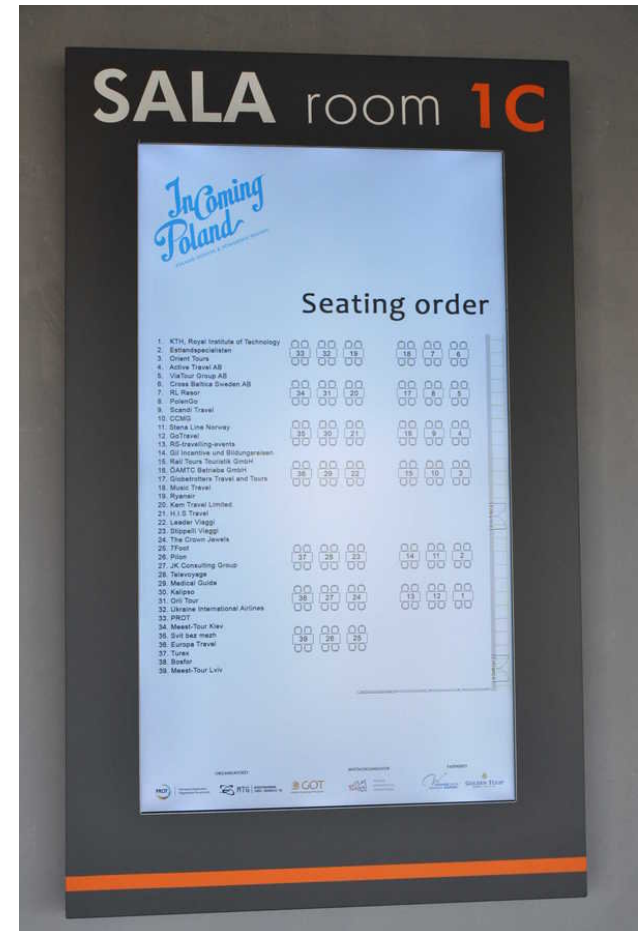 SALA room 1C
InComing
Poland
Seating order
1. KTH, Royal Institute of Technology
2. Estlandspecialisten
3. Orient Tours
4. Active Travel AB
5. ViaTour Group AB
6. Cross Baltica Sweden AB
7. RL Resor
8. PolenGo
9. Scandi Travel
10. CCMG
11. Stena Line Norway
12. GoTravel
13. RS-travelling-events
14. Gil Incentive und Bildungsreisen
15. Rail Tours Touristik GmbH
16. ÖAMTC Betriebs GmbH
17. Globetrotters Travel and Tours
18. Music Travel
19. Ryanair
20. Kam Travel Limited
21. H.I.S Travel
22. Leader Viaggi
23. Stippelli Viaggi
24. The Crown Jewels
25. 7Foot
26. Pilon
27. JK Consulting Group
28. Televoyage
29. Medical Guide
30. Kalipso
31. Orli Tour
32. Ukraine International Airlines
33. PROT
34. Meest-Tour Kiev
35. Svit bez mezh
36. Europa Travel
37. Turex
38. Bosfor
39. Meest-Tour Lviv
33 32 19 18 7 6
34 31 20 17 8 5
35 30 21 16 9 4
36 29 22 15 10 3
37 28 23 14 11 2
38 27 24 13 12 1
39 26 25
PROT
MTG
GOT
GOLDEN TULIP